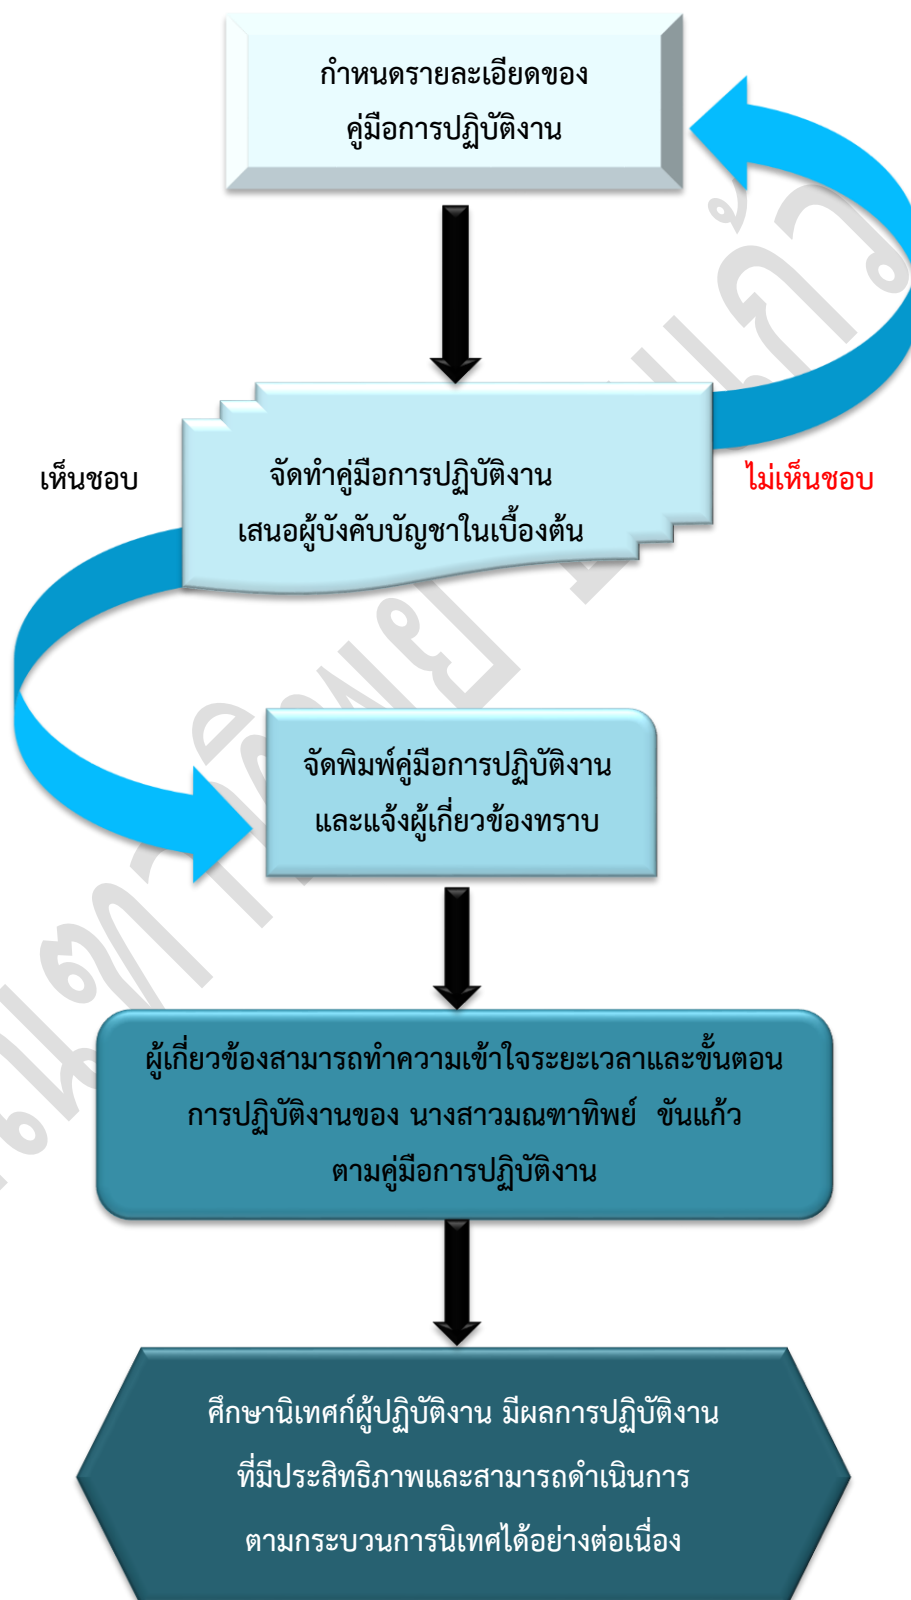 กำหนดรายละเอียดของ
คู่มือการปฏิบัติงาน
เห็นชอบ
จัดทำคู่มือการปฏิบัติงาน
เสนอผู้บังคับบัญชาในเบื้องต้น
ไม่เห็นชอบ
จัดพิมพ์คู่มือการปฏิบัติงาน
และแจ้งผู้เกี่ยวข้องทราบ
ผู้เกี่ยวข้องสามารถทำความเข้าใจระยะเวลาและขั้นตอน
การปฏิบัติงานของ นางสาวมณฑาทิพย์ ขันแก้ว
ตามคู่มือการปฏิบัติงาน
ศึกษานิเทศก์ผู้ปฏิบัติงาน มีผลการปฏิบัติงาน
ที่มีประสิทธิภาพและสามารถดำเนินการ
ตามกระบวนการนิเทศได้อย่างต่อเนื่อง